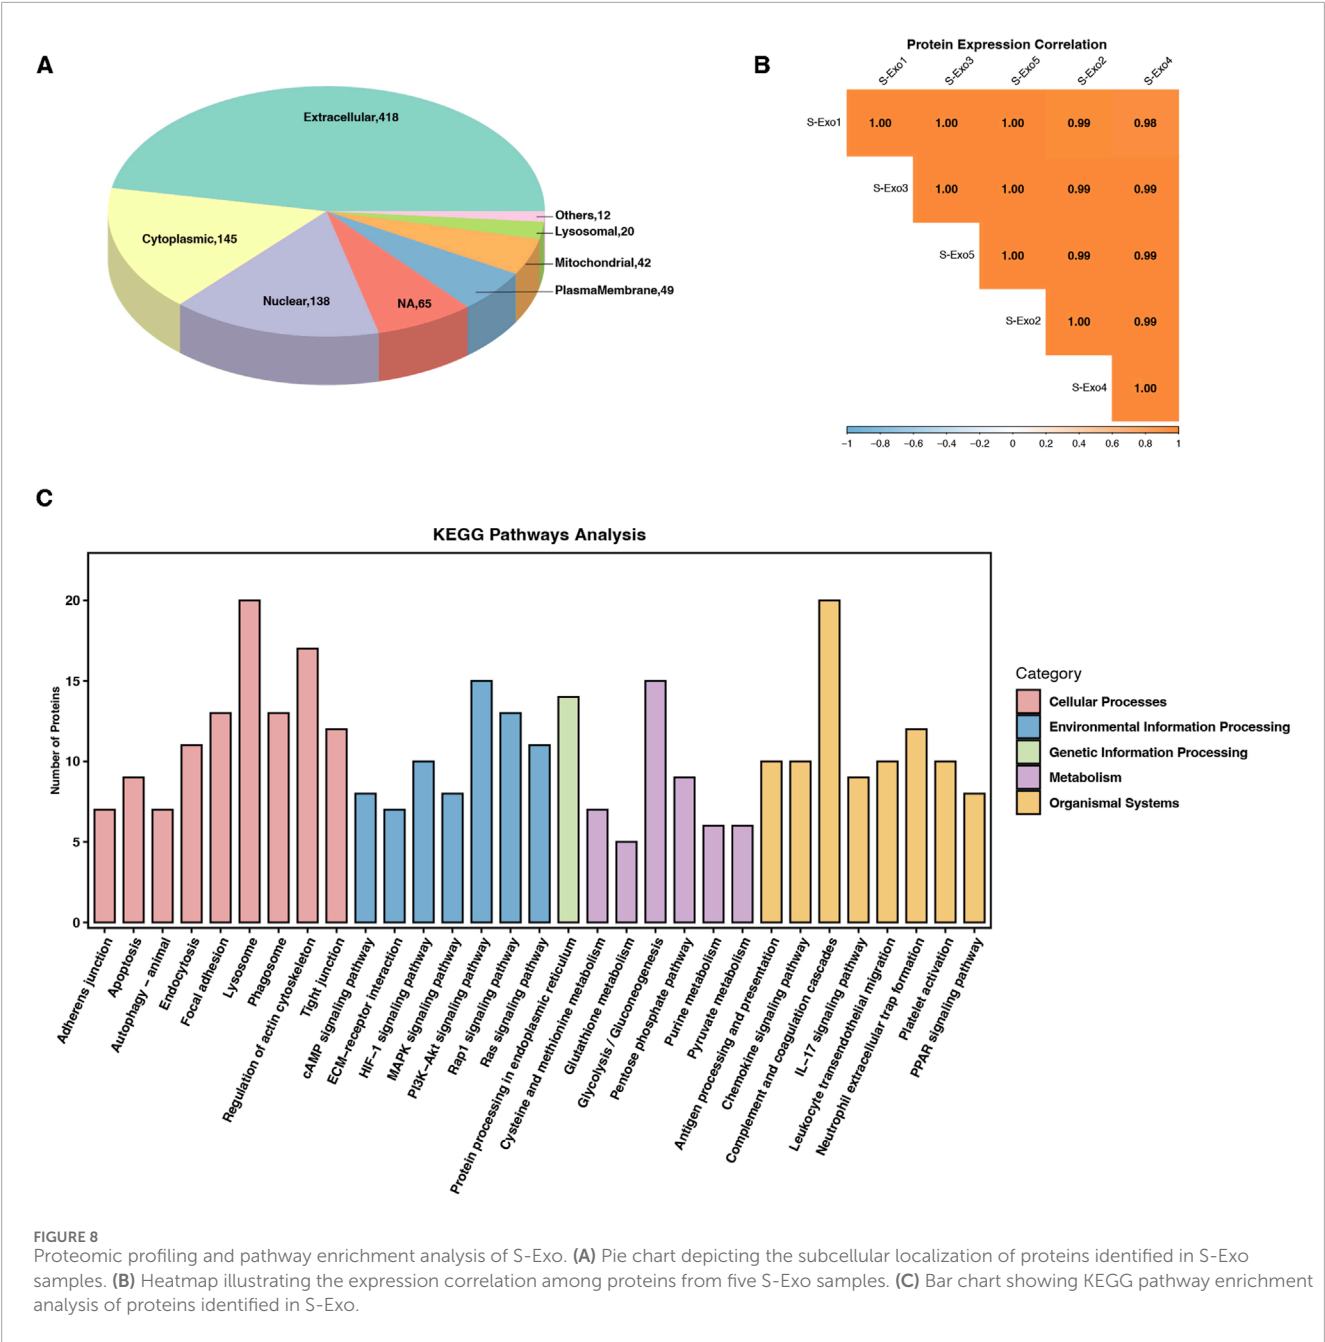 A
Extracellular,418
Cytoplasmic,145
Nuclear,138
NA,65
Others,12
Lysosomal,20
Mitochondrial,42
PlasmaMembrane,49
B
Protein Expression Correlation
S-Exo1 S-Exo3 S-Exo5 S-Exo2 S-Exo4
S-Exo1 1.00 1.00 1.00 0.99 0.98
S-Exo3 1.00 1.00 0.99 0.99
S-Exo5 1.00 0.99 0.99
S-Exo2 1.00 0.99
S-Exo4 1.00
−1 −0.8 −0.6 −0.4 −0.2 0 0.2 0.4 0.6 0.8 1
C
KEGG Pathways Analysis
Number of Proteins
20
15
10
5
0
Adherens junction
Apoptosis
Autophagy − animal
Endocytosis
Focal adhesion
Lysosome
Phagosome
Regulation of actin cytoskeleton
Tight junction
cAMP signaling pathway
ECM−receptor interaction
HIF−1 signaling pathway
MAPK signaling pathway
PI3K−Akt signaling pathway
Rap1 signaling pathway
Ras signaling pathway
Protein processing in endoplasmic reticulum
Cysteine and methionine metabolism
Glutathione metabolism
Glycolysis / Gluconeogenesis
Pentose phosphate pathway
Purine metabolism
Pyruvate metabolism
Antigen processing and presentation
Chemokine signaling pathway
Complement and coagulation cascades
IL−17 signaling pathway
Leukocyte transendothelial migration
Neutrophil extracellular trap formation
Platelet activation
PPAR signaling pathway
Category
Cellular Processes
Environmental Information Processing
Genetic Information Processing
Metabolism
Organismal Systems
FIGURE 8
Proteomic profiling and pathway enrichment analysis of S-Exo. (A) Pie chart depicting the subcellular localization of proteins identified in S-Exo
samples. (B) Heatmap illustrating the expression correlation among proteins from five S-Exo samples. (C) Bar chart showing KEGG pathway enrichment
analysis of proteins identified in S-Exo.